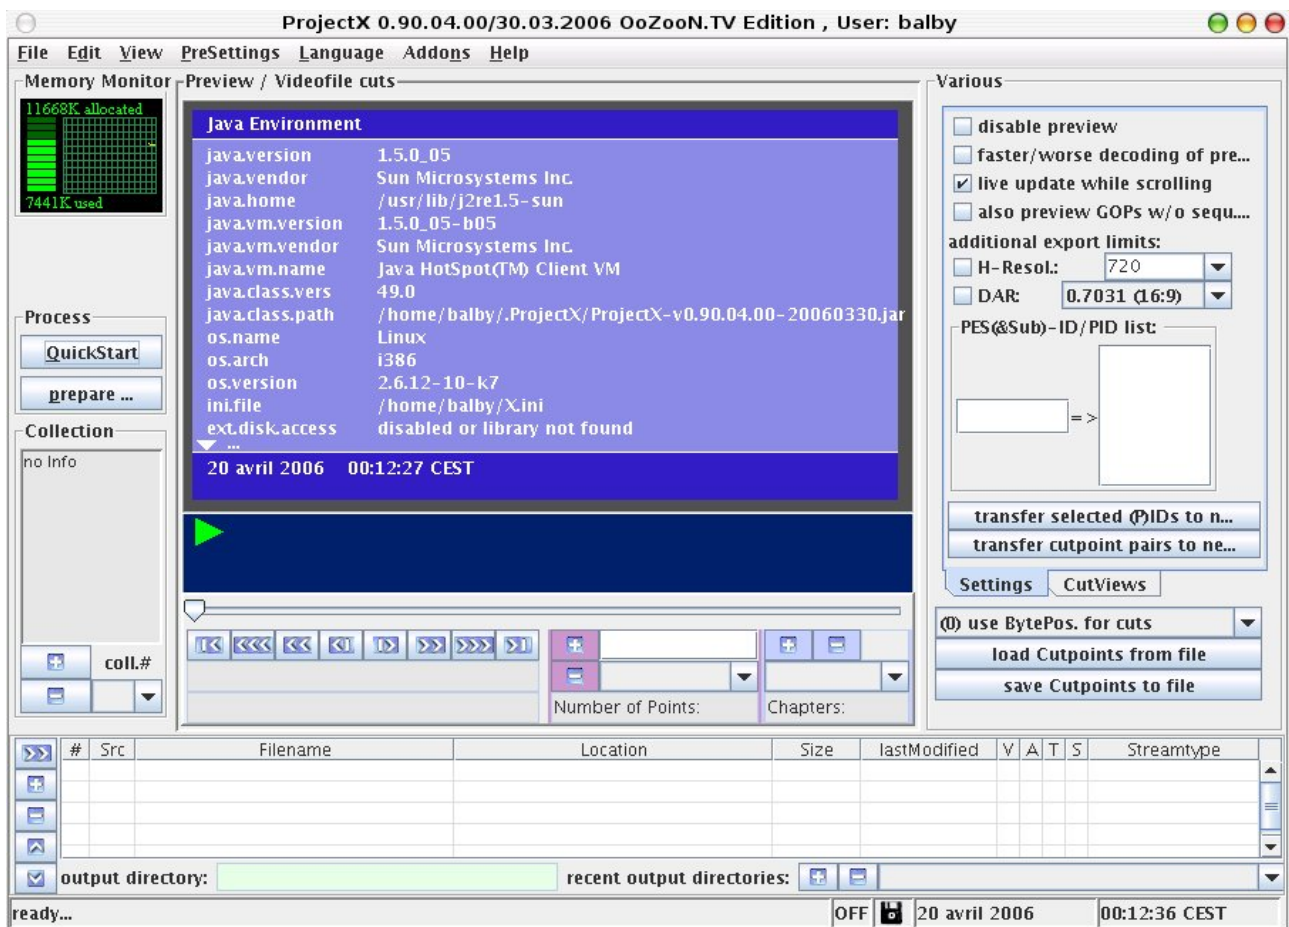 ProjectX 0.90.04.00/30.03.2006 OoZooN.TV Edition , User: balby
File Edit View PreSettings Language Addons Help
Memory Monitor
11668K allocated
7441K used
Process
QuickStart
prepare ...
Collection
no Info
coll.#
Preview / Videofile cuts
Java Environment
java.version 1.5.0_05
java.vendor Sun Microsystems Inc.
java.home /usr/lib/j2re1.5-sun
java.vm.version 1.5.0_05-b05
java.vm.vendor Sun Microsystems Inc.
java.vm.name Java HotSpot(TM) Client VM
java.class.vers 49.0
java.class.path /home/balby/.ProjectX/ProjectX-v0.90.04.00-20060330.jar
os.name Linux
os.arch i386
os.version 2.6.12-10-k7
ini.file /home/balby/X.ini
ext.disk.access disabled or library not found
...
20 avril 2006 00:12:27 CEST
Number of Points:
Chapters:
Various
disable preview
faster/worse decoding of pre...
live update while scrolling
also preview GOPs w/o sequ....
additional export limits:
H-Resol.: 720
DAR: 0.7031 (16:9)
PES(&Sub)-ID/PID list:
=>
transfer selected (P)IDs to n...
transfer cutpoint pairs to ne...
Settings CutViews
(0) use BytePos. for cuts
load Cutpoints from file
save Cutpoints to file
# Src Filename Location Size lastModified V A T S Streamtype
output directory: recent output directories:
ready... OFF 20 avril 2006 00:12:36 CEST